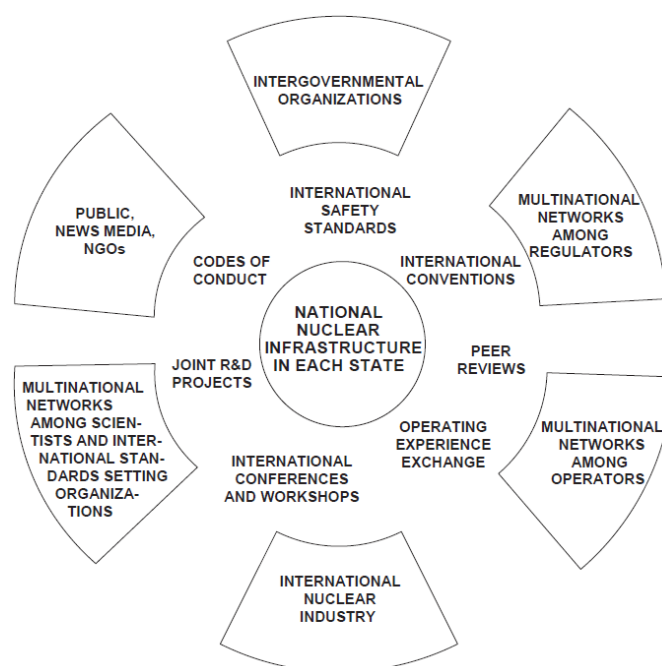 INTERGOVERNMENTAL
ORGANIZATIONS
INTERNATIONAL
SAFETY
STANDARDS
MULTINATIONAL
NETWORKS
AMONG
REGULATORS
PUBLIC,
NEWS MEDIA,
NGOs
CODES OF
CONDUCT
INTERNATIONAL
CONVENTIONS
NATIONAL
NUCLEAR
INFRASTRUCTURE
IN EACH STATE
JOINT R&D
PROJECTS
PEER
REVIEWS
MULTINATIONAL
NETWORKS
AMONG SCIEN-
TISTS AND INTER-
NATIONAL STAN-
DARDS SETTING
ORGANIZA-
TIONS
OPERATING
EXPERIENCE
EXCHANGE
MULTINATIONAL
NETWORKS
AMONG
OPERATORS
INTERNATIONAL
CONFERENCES
AND WORKSHOPS
INTERNATIONAL
NUCLEAR
INDUSTRY